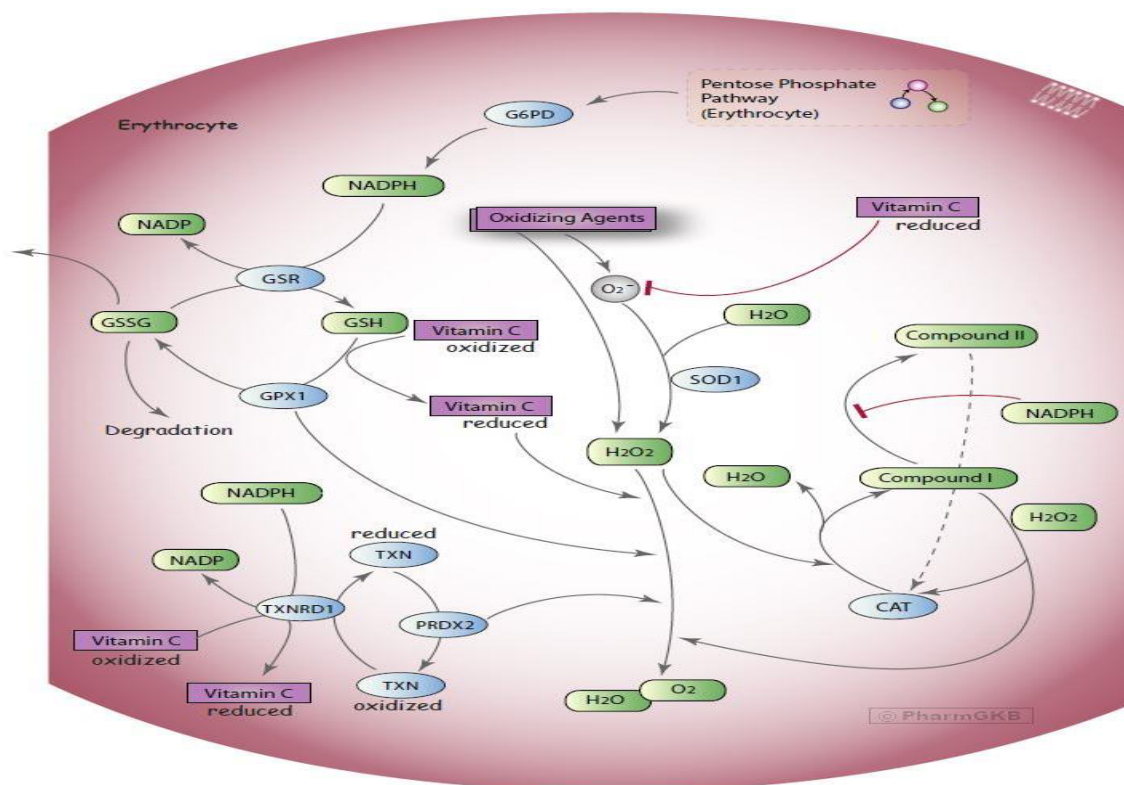 Pentose Phosphate
Pathway
(Erythrocyte)
Erythrocyte
G6PD
NADPH
NADP
Oxidizing Agents
Vitamin C
reduced
GSR
O2-
GSSG
GSH
Vitamin C
oxidized
H2O
Compound II
SOD1
GPX1
Vitamin C
reduced
NADPH
Degradation
H2O2
H2O
Compound I
NADPH
H2O2
reduced
TXN
NADP
TXNRD1
PRDX2
CAT
Vitamin C
oxidized
Vitamin C
reduced
TXN
oxidized
H2O
O2
© PharmGKB